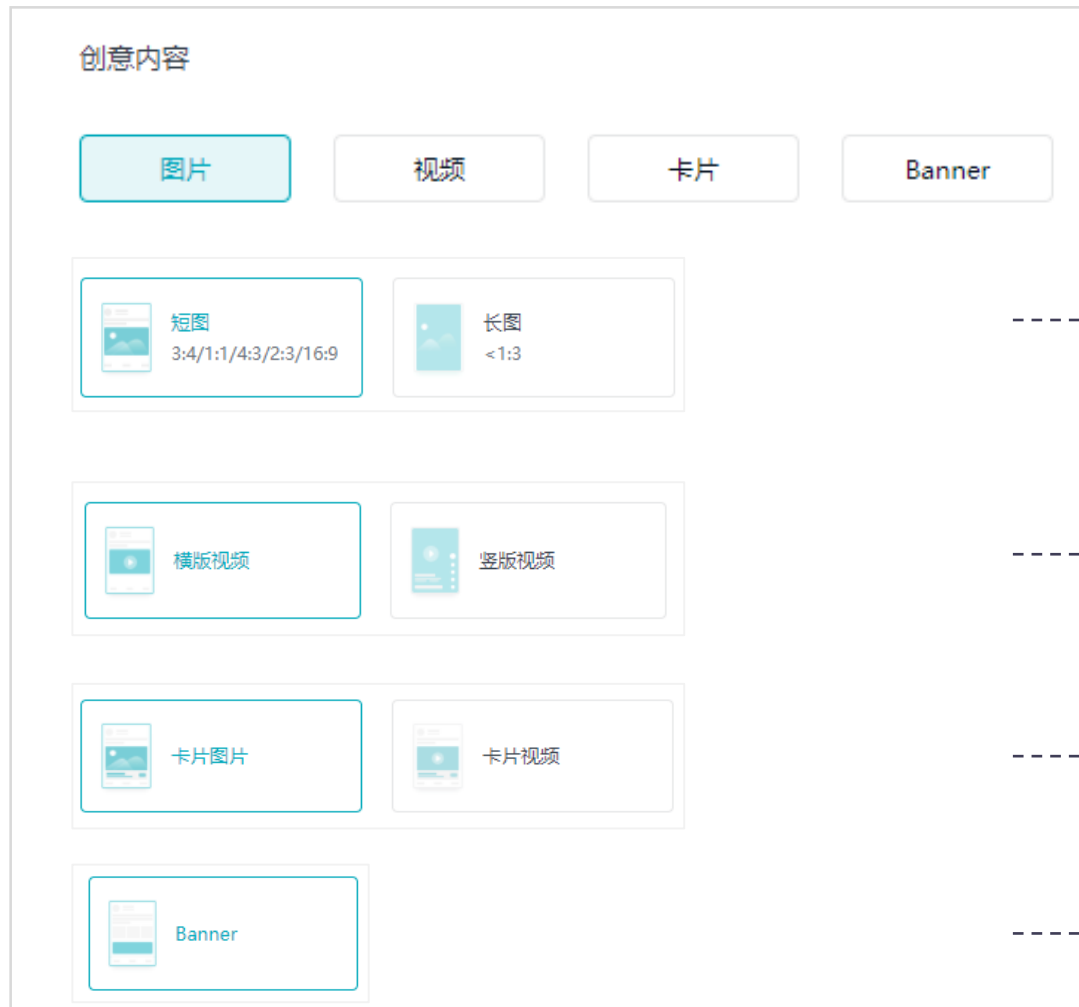 创意内容
图片
视频
卡片
Banner
短图
3:4/1:1/4:3/2:3/16:9
长图
<1:3
横版视频
竖版视频
卡片图片
卡片视频
Banner